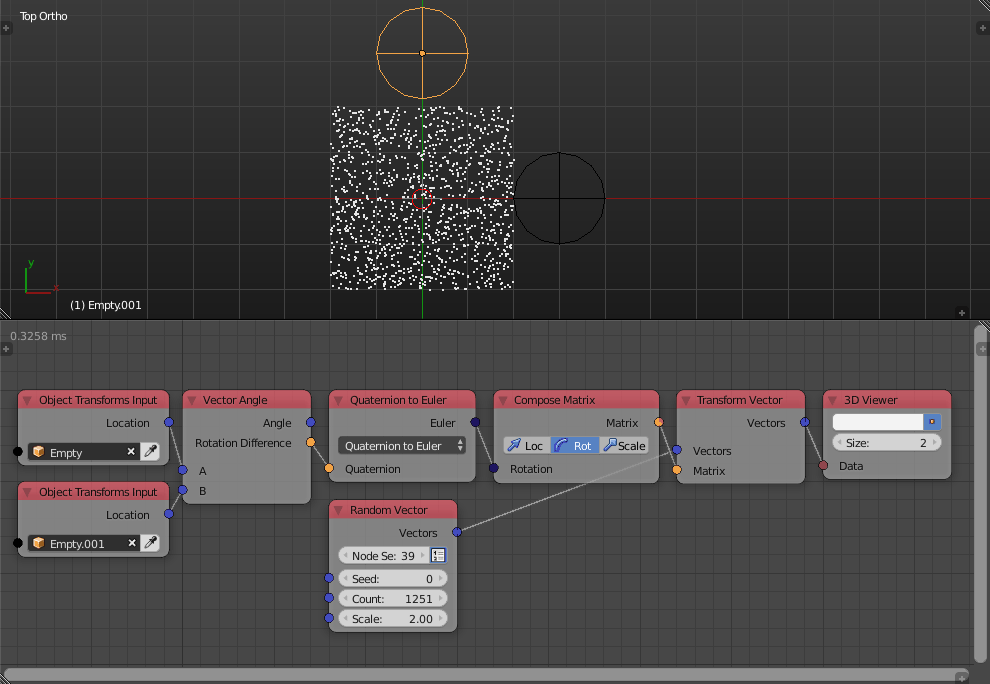 Top Ortho
y
x
(1) Empty.001
0.3258 ms
Object Transforms Input
Location
Empty
Object Transforms Input
Location
Empty.001
Vector Angle
Angle
Rotation Difference
A
B
Quaternion to Euler
Euler
Quaternion to Euler
Quaternion
Random Vector
Vectors
Node Se: 39
Seed: 0
Count: 1251
Scale: 2.00
Compose Matrix
Matrix
Loc Rot Scale
Rotation
Transform Vector
Vectors
Vectors
Matrix
3D Viewer
Size: 2
Data